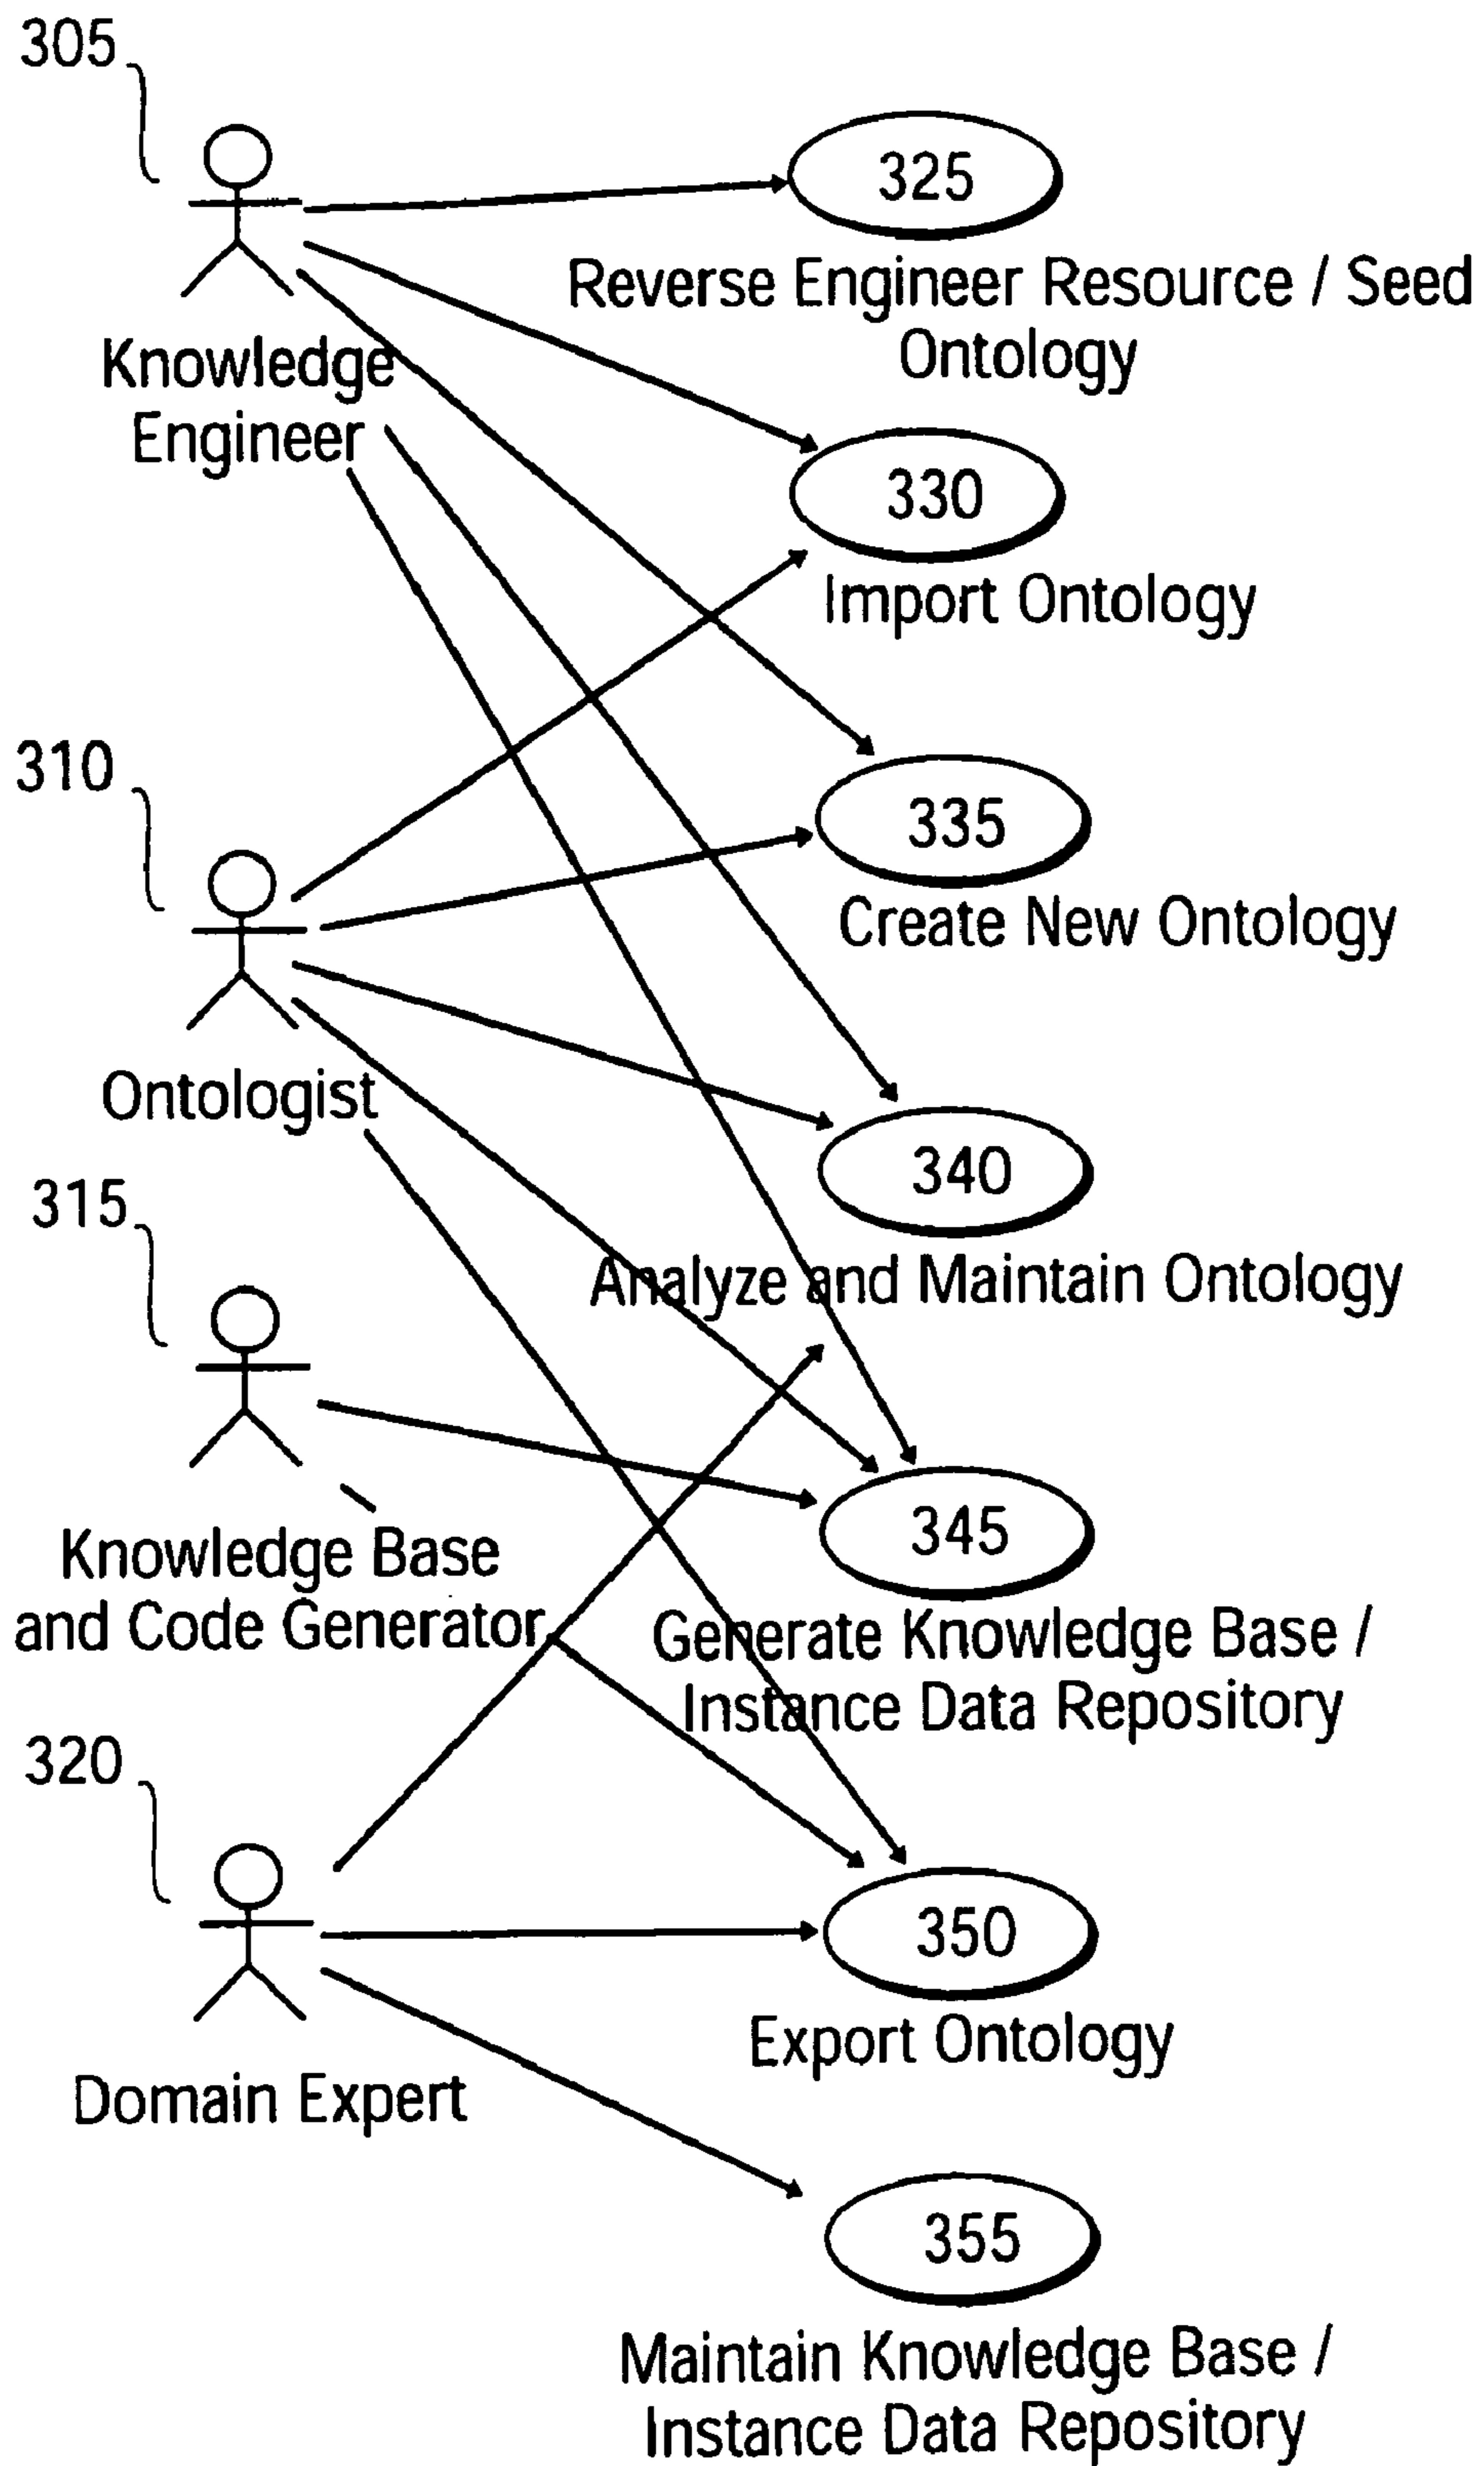 305
325
Reverse Engineer Resource / Seed
Ontology
Knowledge
Engineer
330
Import Ontology
310
335
Create New Ontology
Ontologist
340
Analyze and Maintain Ontology
315
345
Knowledge Base
and Code Generator
Generate Knowledge Base /
Instance Data Repository
320
350
Export Ontology
Domain Expert
355
Maintain Knowledge Base /
Instance Data Repository